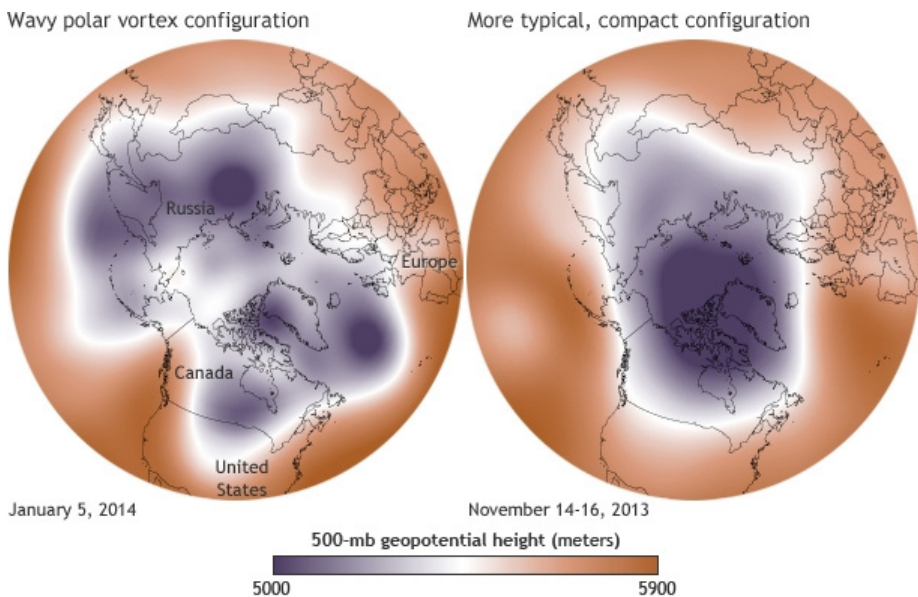 Wavy polar vortex configuration
More typical, compact configuration
Russia
Europe
Canada
United
States
January 5, 2014
November 14-16, 2013
500-mb geopotential height (meters)
5000
5900